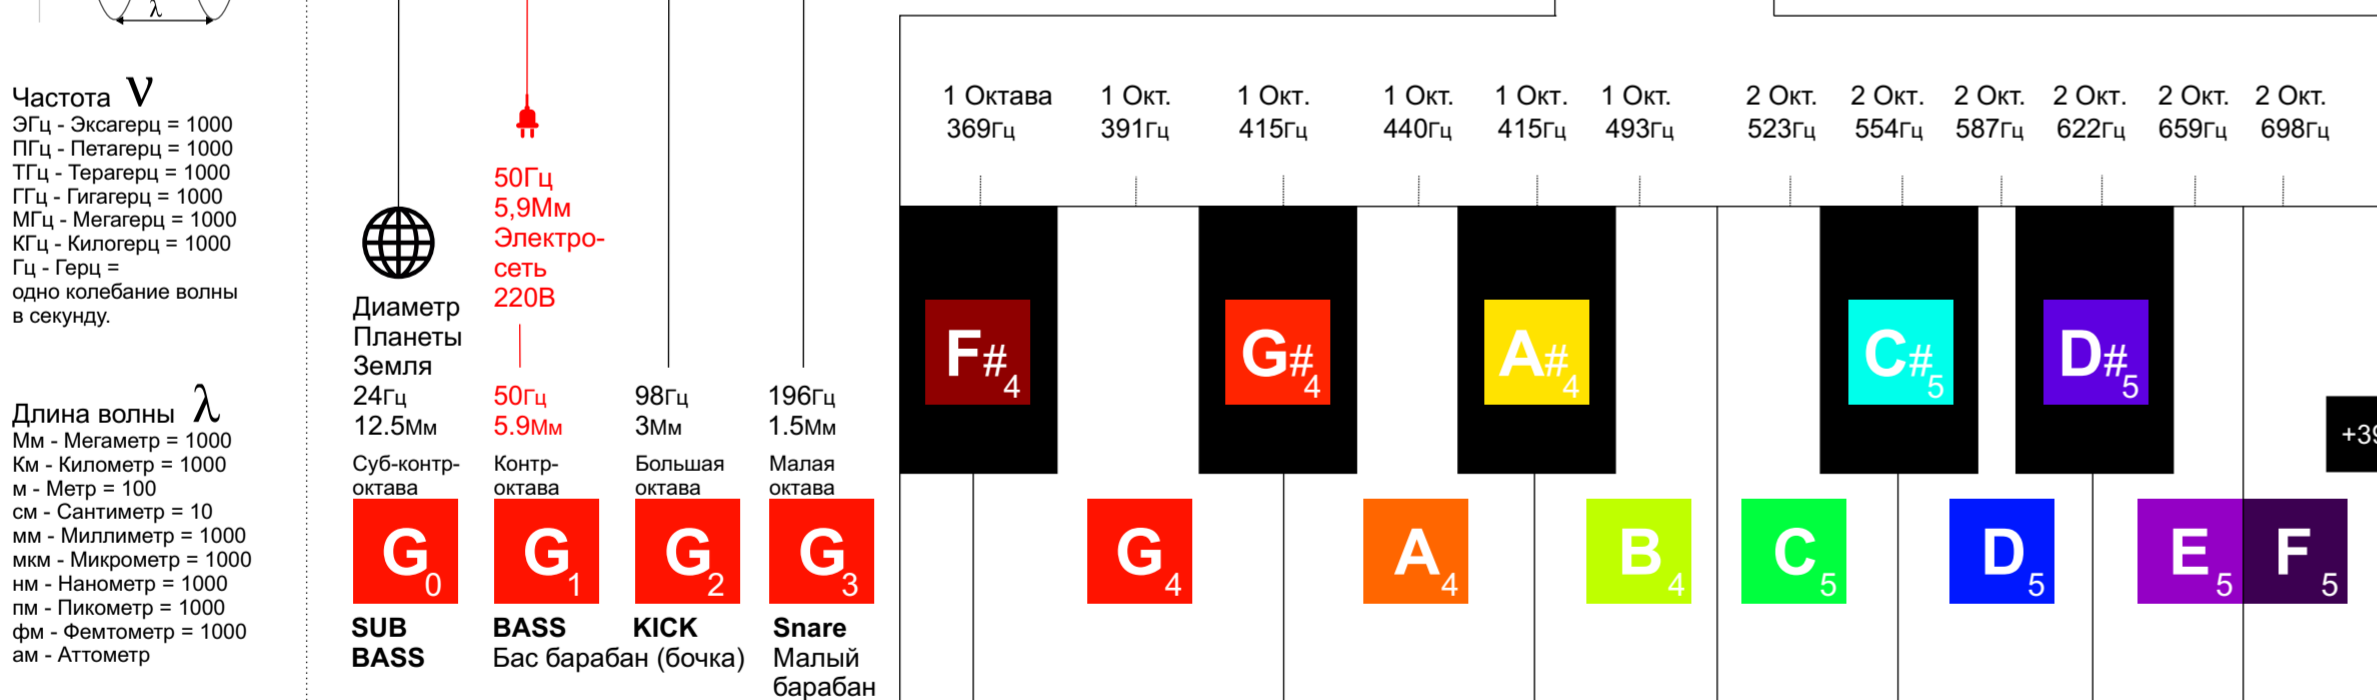 λ
Частота ν
ЭГц - Эксагерц = 1000
ПГц - Петагерц = 1000
ТГц - Терагерц = 1000
ГГц - Гигагерц = 1000
МГц - Мегагерц = 1000
КГц - Килогерц = 1000
Гц - Герц =
одно колебание волны
в секунду.
Длина волны λ
Мм - Мегаметр = 1000
Км - Километр = 1000
м - Метр = 100
см - Сантиметр = 10
мм - Миллиметр = 1000
мкм - Микрометр = 1000
нм - Нанометр = 1000
пм - Пикометр = 1000
фм - Фемтометр = 1000
ам - Аттометр
Диаметр
Планеты
Земля
24Гц
12.5Мм
Суб-контр-
октава
G0
SUB
BASS
50Гц
5,9Мм
Электро-
сеть
220В
50Гц
5.9Мм
Контр-
октава
G1
BASS
98Гц
3Мм
Большая
октава
G2
KICK
Бас барабан (бочка)
196Гц
1.5Мм
Малая
октава
G3
Snare
Малый
барабан
1 Октава 1 Окт. 1 Окт. 1 Окт. 1 Окт. 1 Окт. 2 Окт. 2 Окт. 2 Окт. 2 Окт. 2 Окт. 2 Окт.
369Гц 391Гц 415Гц 440Гц 415Гц 493Гц 523Гц 554Гц 587Гц 622Гц 659Гц 698Гц
F#4 G#4 A#4 C#5 D#5
+39
G4 A4 B4 C5 D5 E5 F5